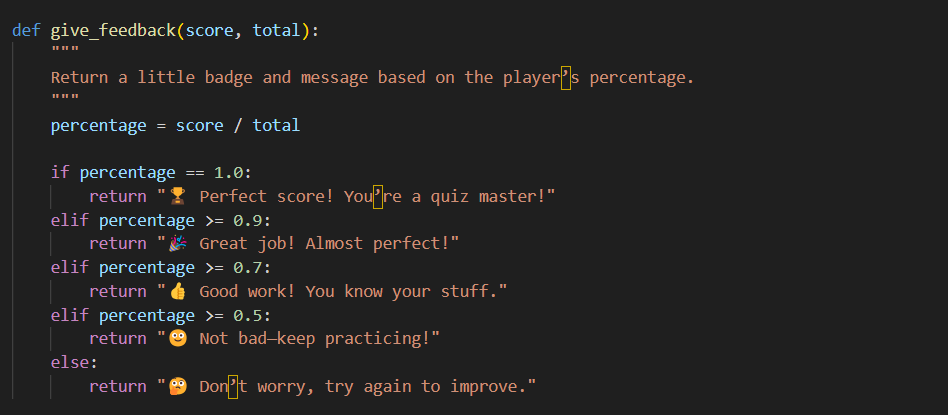 def give_feedback(score, total):
    """
    Return a little badge and message based on the player’s percentage.
    """
    percentage = score / total

    if percentage == 1.0:
        return "🏆 Perfect score! You’re a quiz master!"
    elif percentage >= 0.9:
        return "🎉 Great job! Almost perfect!"
    elif percentage >= 0.7:
        return "👍 Good work! You know your stuff."
    elif percentage >= 0.5:
        return "🙂 Not bad—keep practicing!"
    else:
        return "🤔 Don’t worry, try again to improve."